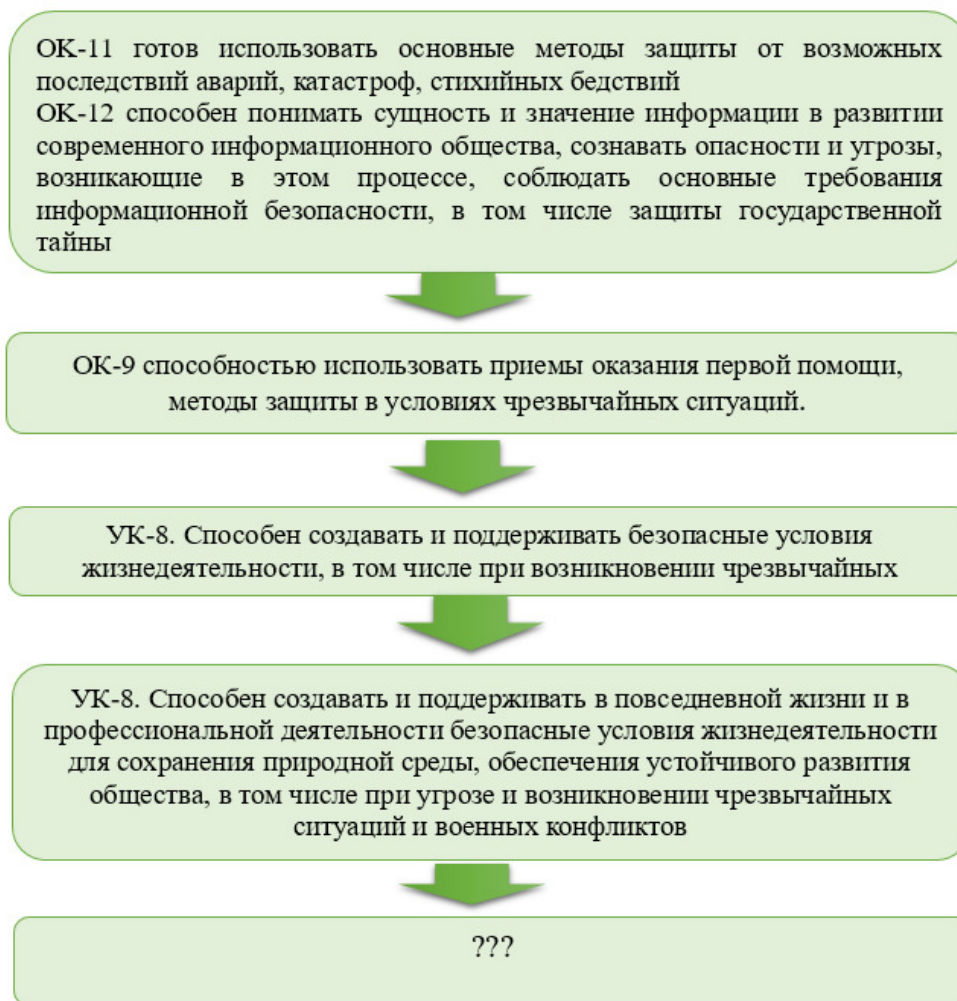 ОК-11 готов использовать основные методы защиты от возможных
последствий аварий, катастроф, стихийных бедствий
ОК-12 способен понимать сущность и значение информации в развитии
современного информационного общества, сознавать опасности и угрозы,
возникающие в этом процессе, соблюдать основные требования
информационной безопасности, в том числе защиты государственной
тайны
ОК-9 способностью использовать приемы оказания первой помощи,
методы защиты в условиях чрезвычайных ситуаций.
УК-8. Способен создавать и поддерживать безопасные условия
жизнедеятельности, в том числе при возникновении чрезвычайных
УК-8. Способен создавать и поддерживать в повседневной жизни и в
профессиональной деятельности безопасные условия жизнедеятельности
для сохранения природной среды, обеспечения устойчивого развития
общества, в том числе при угрозе и возникновении чрезвычайных
ситуаций и военных конфликтов
???